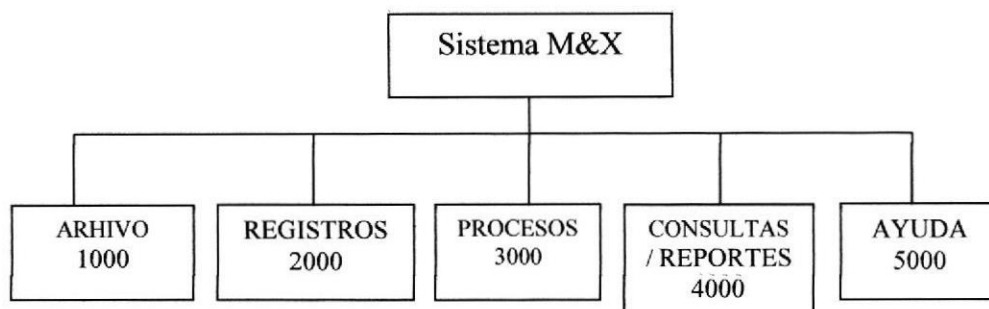 Sistema M&X
ARHIVO
1000
REGISTROS
2000
PROCESOS
3000
CONSULTAS
/ REPORTES
4000
AYUDA
5000